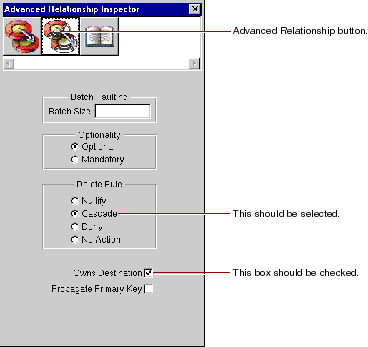 Advanced Relationship Inspector
Advanced Relationship button.
Batch Faulting
Batch Size
Optionality
Optional
Mandatory
Delete Rule
Nullify
Cascade
This should be selected.
Deny
No Action
Owns Destination
This box should be checked.
Propagate Primary Key